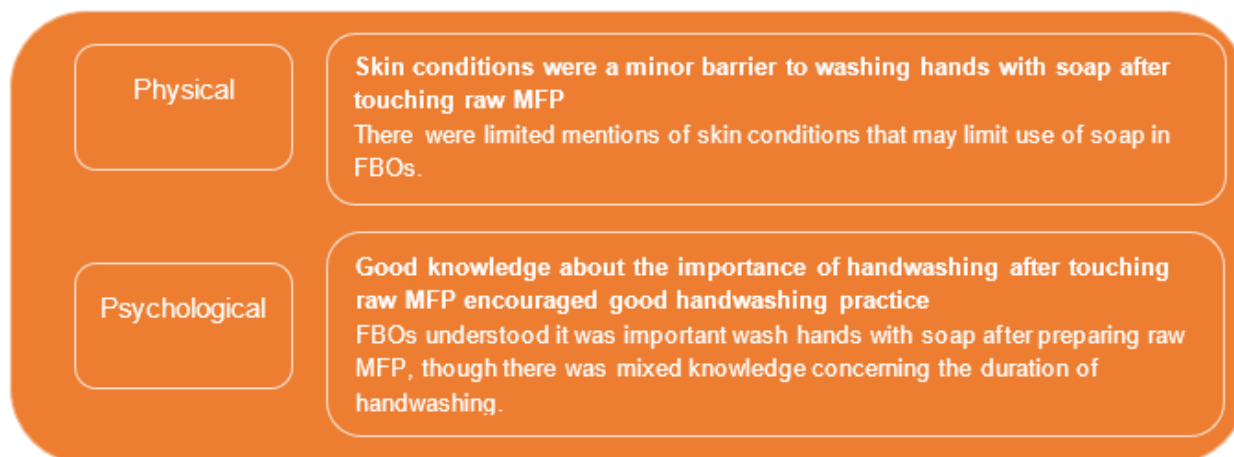 Physical
Skin conditions were a minor barrier to washing hands with soap after
touching raw MFP
There were limited mentions of skin conditions that may limit use of soap in
FBOs.
Psychological
Good knowledge about the importance of handwashing after touching
raw MFP encouraged good handwashing practice
FBOs understood it was important wash hands with soap after preparing raw
MFP, though there was mixed knowledge concerning the duration of
handwashing.